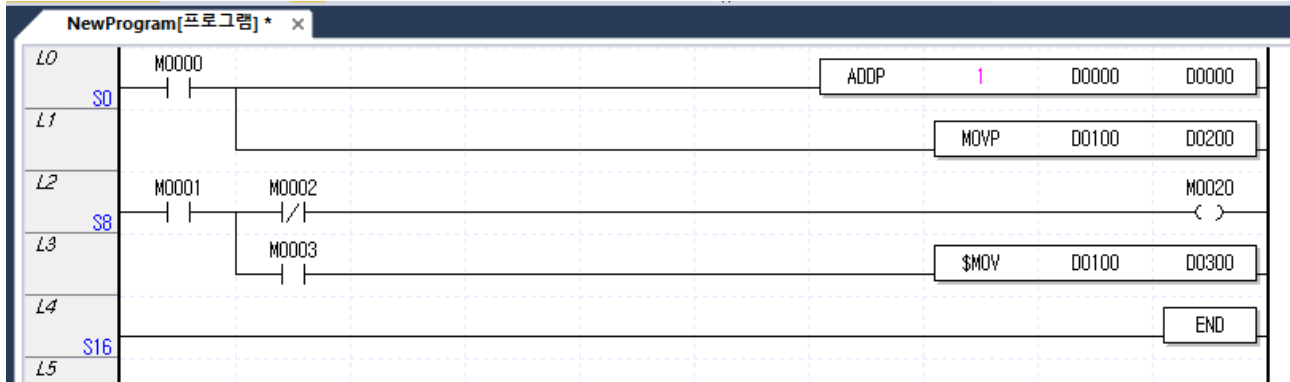 NewProgram[프로그램] * ×
L0 M0000 ADDP 1 D0000 D0000
S0
L1 MOVP D0100 D0200
L2 M0001 M0002 M0020
S8
L3 M0003 $MOV D0100 D0300
L4 END
S16
L5